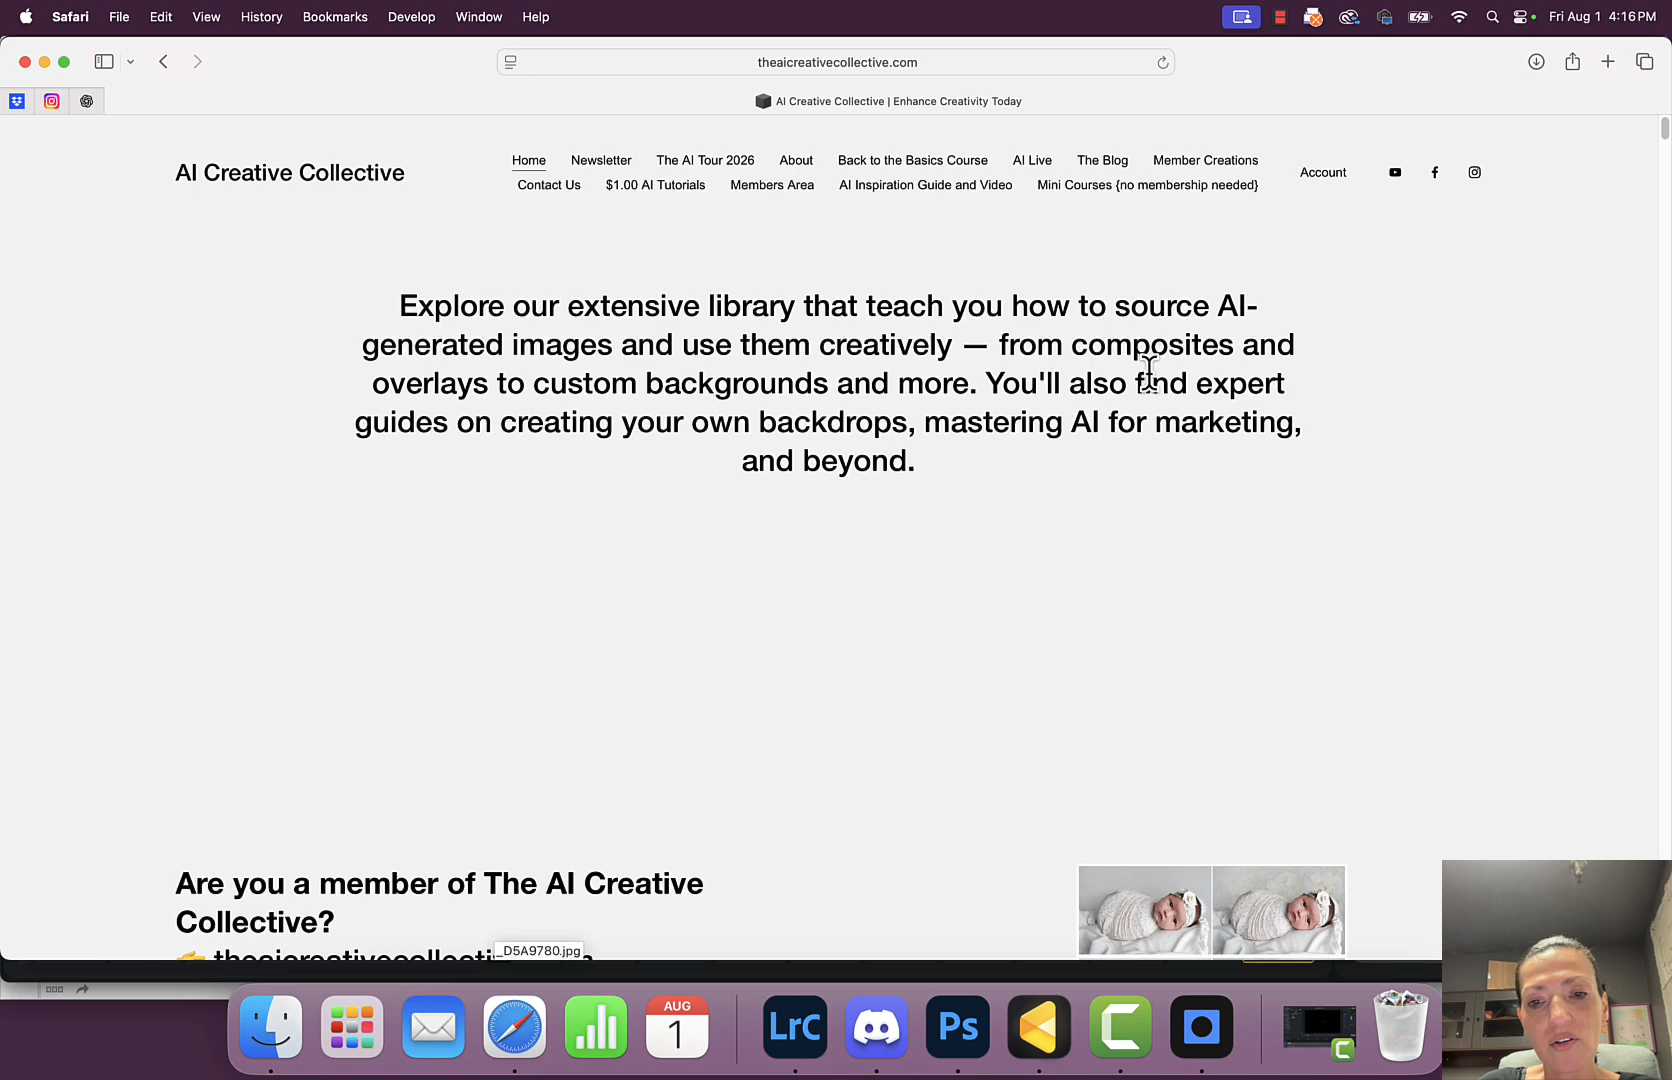 Safari File Edit View History Bookmarks Develop Window Help
Fri Aug 1 4:16 PM
theaicreativecollective.com
AI Creative Collective | Enhance Creativity Today
AI Creative Collective
Home Newsletter The AI Tour 2026 About Back to the Basics Course AI Live The Blog Member Creations
Contact Us $1.00 AI Tutorials Members Area AI Inspiration Guide and Video Mini Courses {no membership needed}
Account
Explore our extensive library that teach you how to source AI-
generated images and use them creatively — from composites and
overlays to custom backgrounds and more. You'll also find expert
guides on creating your own backdrops, mastering AI for marketing,
and beyond.
Are you a member of The AI Creative
Collective?
_D5A9780.jpg
AUG
1
LrC
Ps